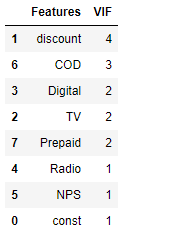 Features VIF
1 discount 4
6 COD 3
3 Digital 2
2 TV 2
7 Prepaid 2
4 Radio 1
5 NPS 1
0 const 1